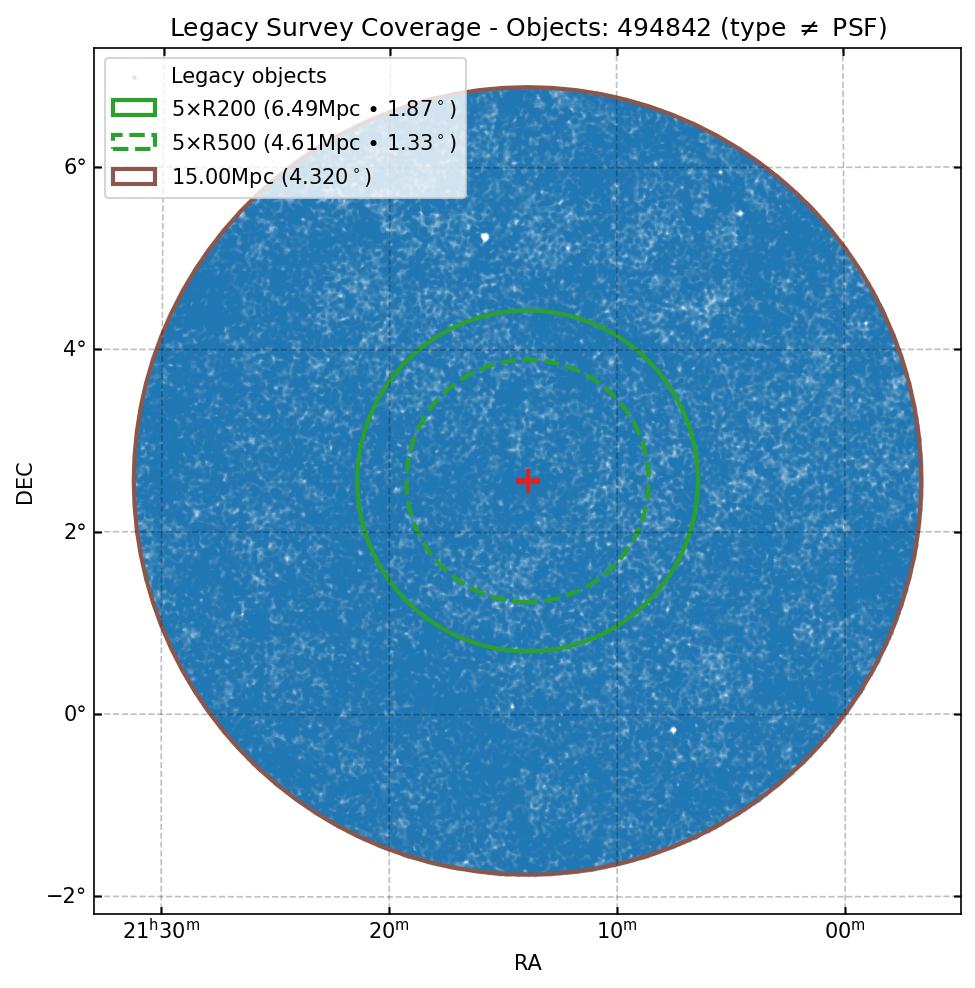 Legacy Survey Coverage - Objects: 494842 (type ≠ PSF)
Legacy objects
5×R200 (6.49Mpc • 1.87°)
5×R500 (4.61Mpc • 1.33°)
15.00Mpc (4.320°)
6°
4°
2°
0°
−2°
DEC
21ʰ30ᵐ 20ᵐ 10ᵐ 00ᵐ
RA